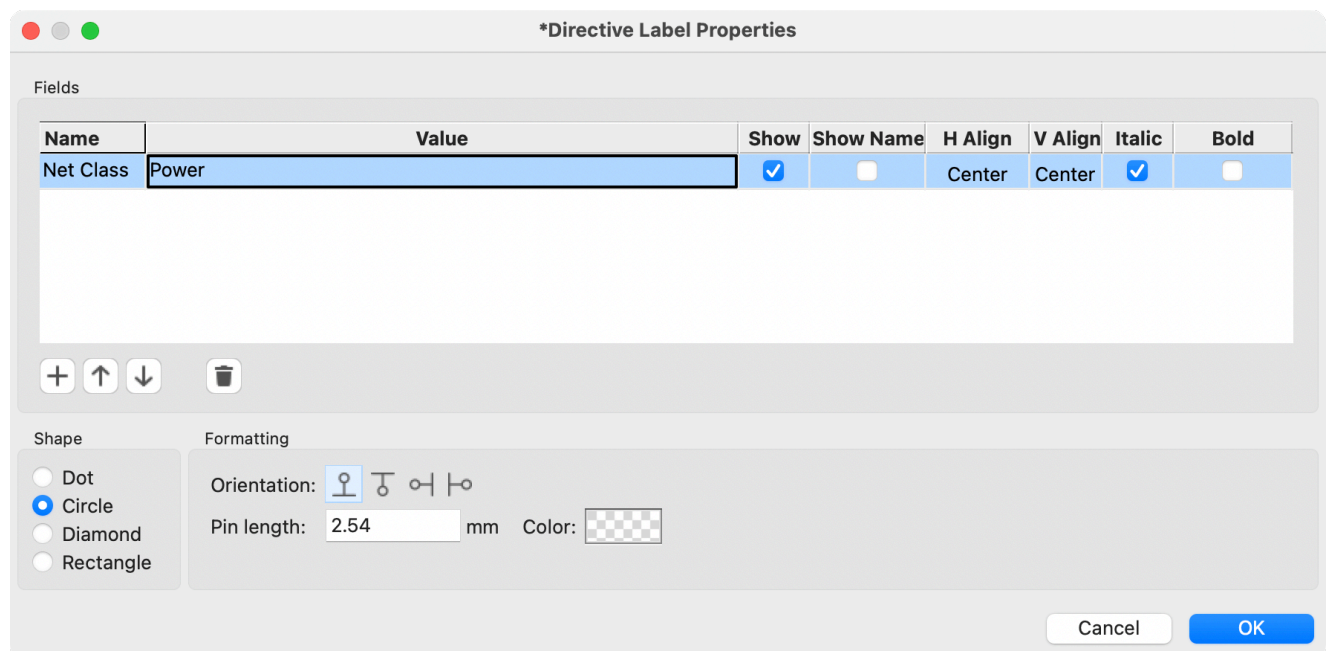 *Directive Label Properties
Fields
Name Value Show Show Name H Align V Align Italic Bold
Net Class Power Center Center
Shape Formatting
Dot
Orientation:
Circle
Pin length: 2.54 mm Color:
Diamond
Rectangle
Cancel OK